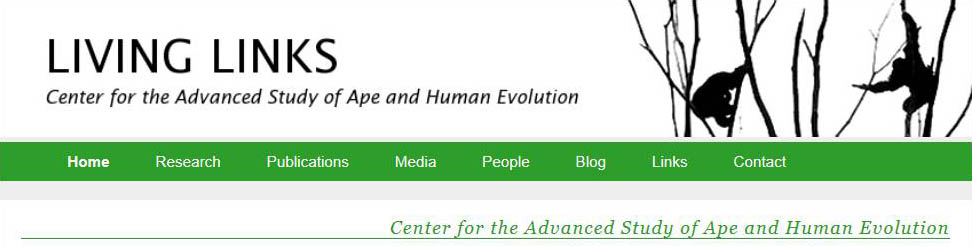 LIVING LINKS
Center for the Advanced Study of Ape and Human Evolution
Home Research Publications Media People Blog Links Contact
Center for the Advanced Study of Ape and Human Evolution